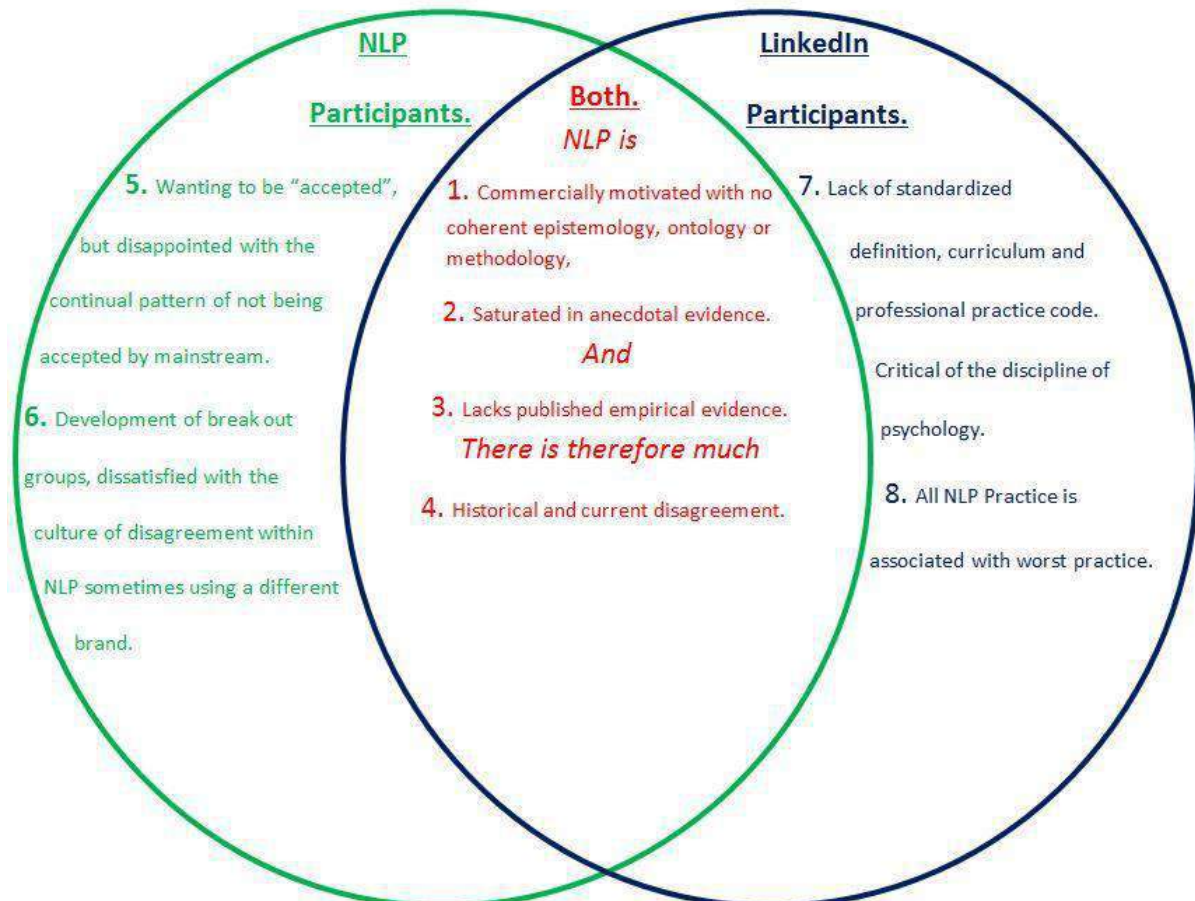 NLP
Participants.
5. Wanting to be “accepted”,
but disappointed with the
continual pattern of not being
accepted by mainstream.
6. Development of break out
groups, dissatisfied with the
culture of disagreement within
NLP sometimes using a different
brand.
Both.
NLP is
1. Commercially motivated with no
coherent epistemology, ontology or
methodology,
2. Saturated in anecdotal evidence.
And
3. Lacks published empirical evidence.
There is therefore much
4. Historical and current disagreement.
LinkedIn
Participants.
7. Lack of standardized
definition, curriculum and
professional practice code.
Critical of the discipline of
psychology.
8. All NLP Practice is
associated with worst practice.